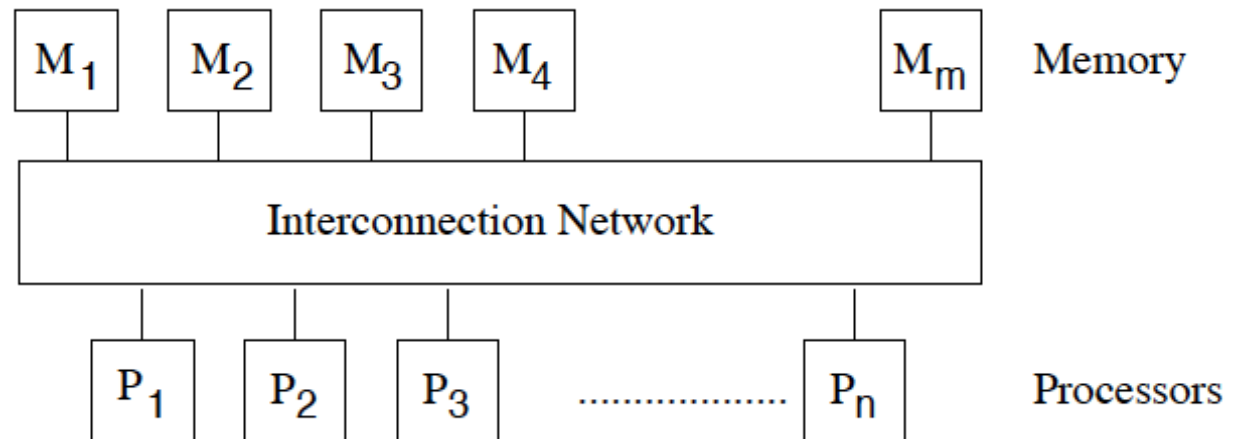 M1 M2 M3 M4 Mm Memory
Interconnection Network
P1 P2 P3 ................... Pn Processors